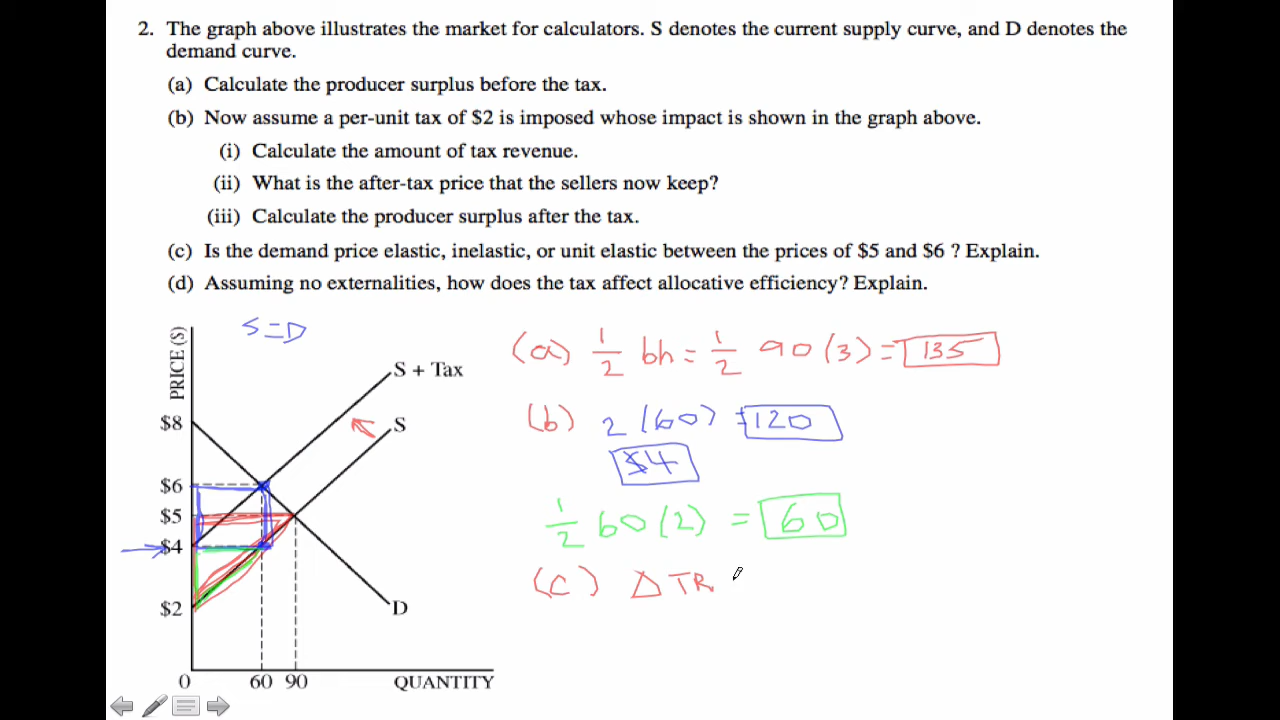 2. The graph above illustrates the market for calculators. S denotes the current supply curve, and D denotes the
demand curve.
(a) Calculate the producer surplus before the tax.
(b) Now assume a per-unit tax of $2 is imposed whose impact is shown in the graph above.
(i) Calculate the amount of tax revenue.
(ii) What is the after-tax price that the sellers now keep?
(iii) Calculate the producer surplus after the tax.
(c) Is the demand price elastic, inelastic, or unit elastic between the prices of $5 and $6 ? Explain.
(d) Assuming no externalities, how does the tax affect allocative efficiency? Explain.
S=D
PRICE ($)
S + Tax
$8
S
$6
$5
$4
$2
D
0
60 90
QUANTITY
(a) 1/2 bh = 1/2 90 (3) = 135
(b) 2 (60) = 120
$4
1/2 60 (2) = 60
(c) Δ TR